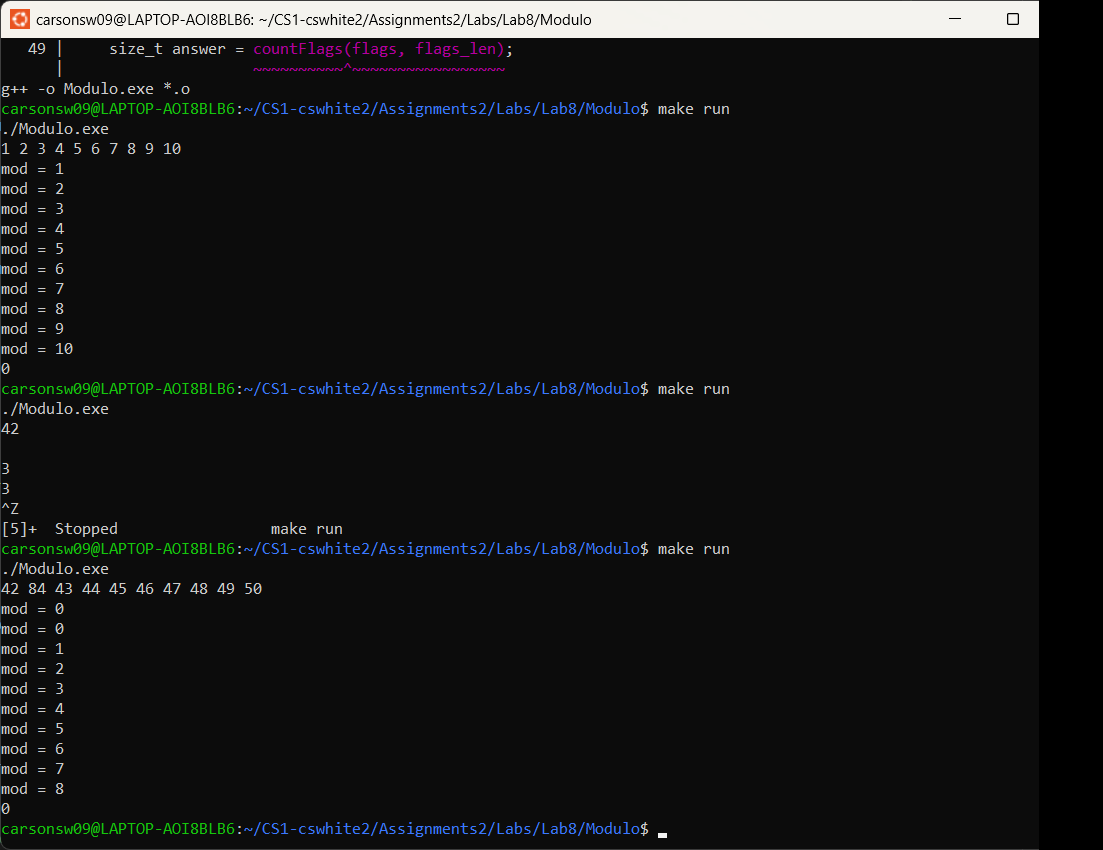 carsonsw09@LAPTOP-AOI8BLB6: ~/CS1-cswhite2/Assignments2/Labs/Lab8/Modulo
49 |     size_t answer = countFlags(flags, flags_len);
|                     ~~~~~~~~~~^~~~~~~~~~~~~~~~~~
g++ -o Modulo.exe *.o
carsonsw09@LAPTOP-AOI8BLB6:~/CS1-cswhite2/Assignments2/Labs/Lab8/Modulo$ make run
./Modulo.exe
1 2 3 4 5 6 7 8 9 10
mod = 1
mod = 2
mod = 3
mod = 4
mod = 5
mod = 6
mod = 7
mod = 8
mod = 9
mod = 10
0
carsonsw09@LAPTOP-AOI8BLB6:~/CS1-cswhite2/Assignments2/Labs/Lab8/Modulo$ make run
./Modulo.exe
42
3
3
^Z
[5]+  Stopped                 make run
carsonsw09@LAPTOP-AOI8BLB6:~/CS1-cswhite2/Assignments2/Labs/Lab8/Modulo$ make run
./Modulo.exe
42 84 43 44 45 46 47 48 49 50
mod = 0
mod = 0
mod = 1
mod = 2
mod = 3
mod = 4
mod = 5
mod = 6
mod = 7
mod = 8
0
carsonsw09@LAPTOP-AOI8BLB6:~/CS1-cswhite2/Assignments2/Labs/Lab8/Modulo$